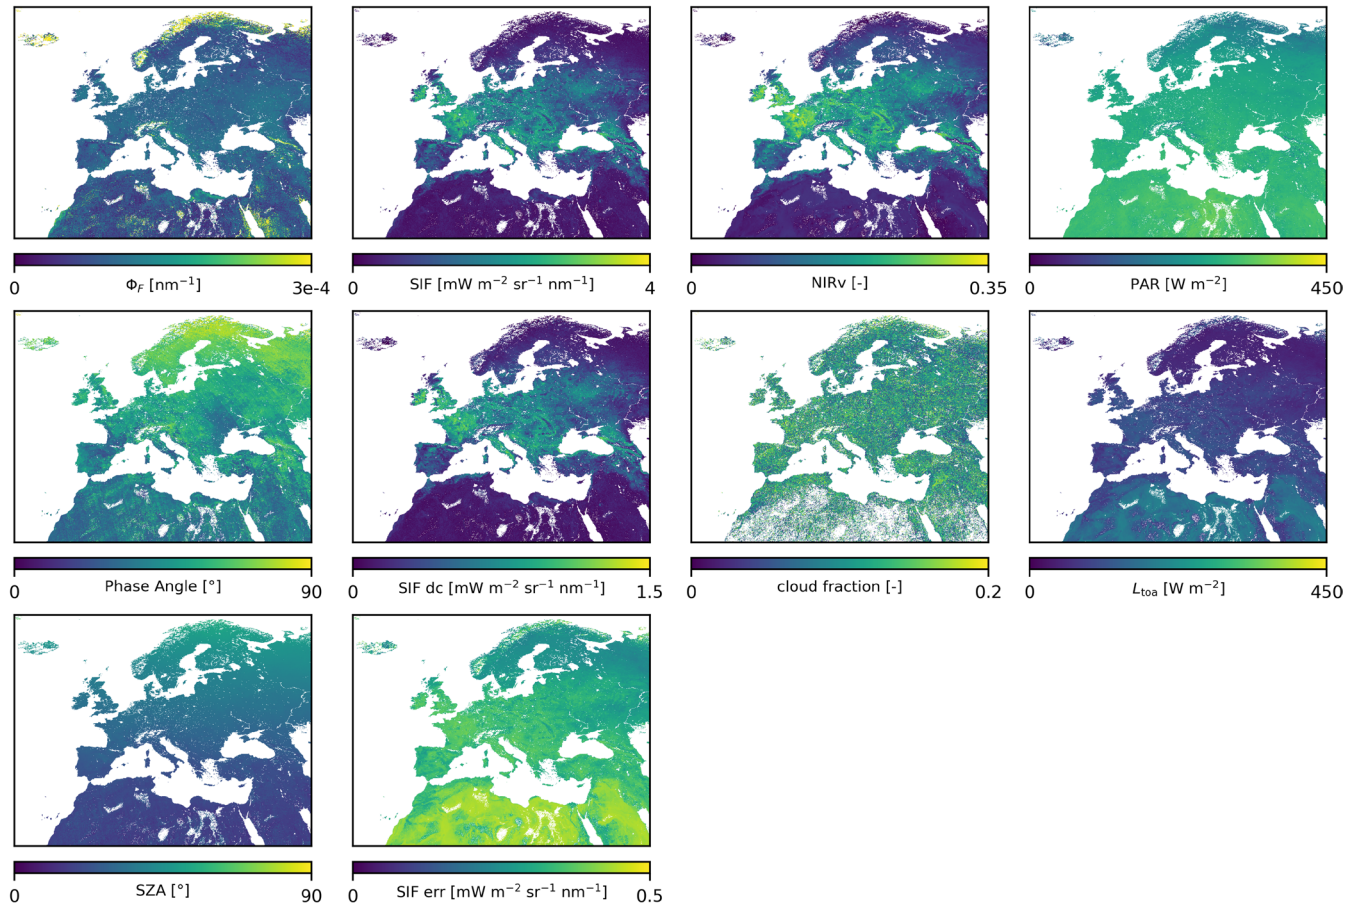 0 Φ_F [nm⁻¹] 3e-4
0 SIF [mW m⁻² sr⁻¹ nm⁻¹] 4
0 NIRv [-] 0.35
0 PAR [W m⁻²] 450
0 Phase Angle [°] 90
0 SIF dc [mW m⁻² sr⁻¹ nm⁻¹] 1.5
0 cloud fraction [-] 0.2
0 L_toa [W m⁻²] 450
0 SZA [°] 90
0 SIF err [mW m⁻² sr⁻¹ nm⁻¹] 0.5